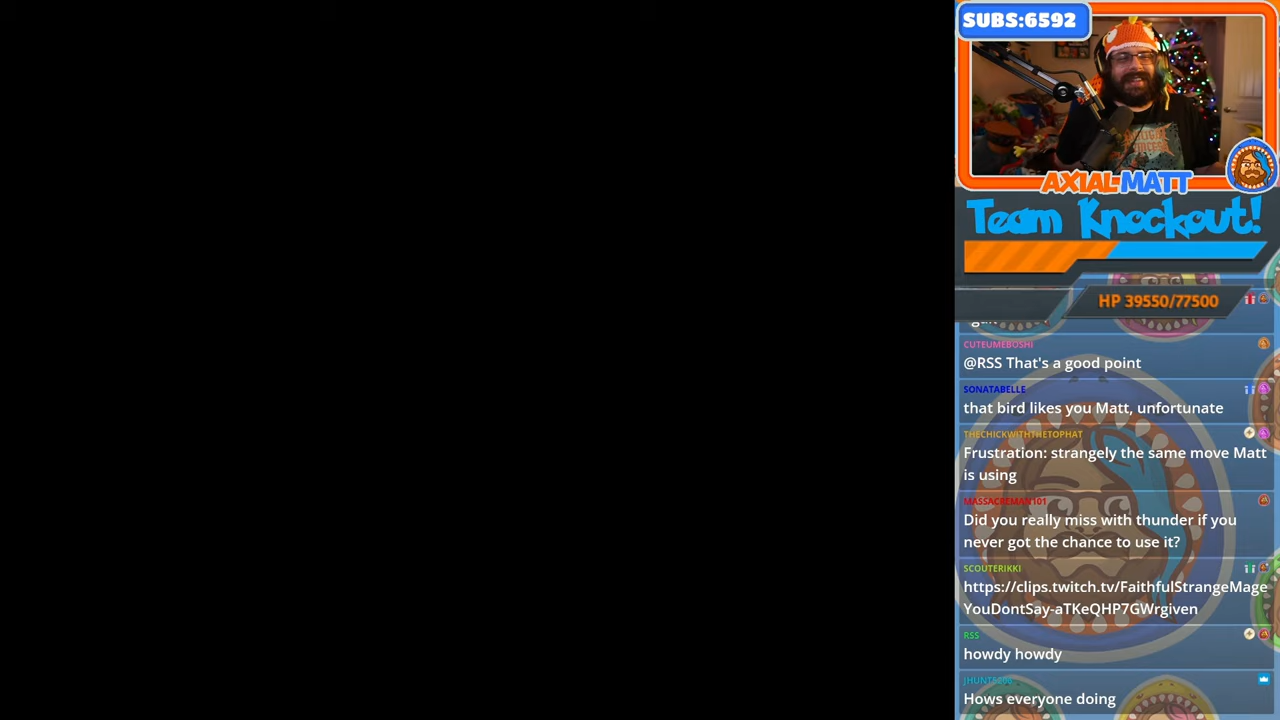 SUBS:6592
AXIALMATT
Team Knockout!
HP 39550/77500
CUTEUMEBOSHI
@RSS That's a good point
SONATABELLE
that bird likes you Matt, unfortunate
THECHICKWITHTHETOPHAT
Frustration: strangely the same move Matt
is using
MASSACREMAN101
Did you really miss with thunder if you
never got the chance to use it?
SCOUTERIKKI
https://clips.twitch.tv/FaithfulStrangeMage
YouDontSay-aTKeQHP7GWrgiven
RSS
howdy howdy
Hows everyone doing